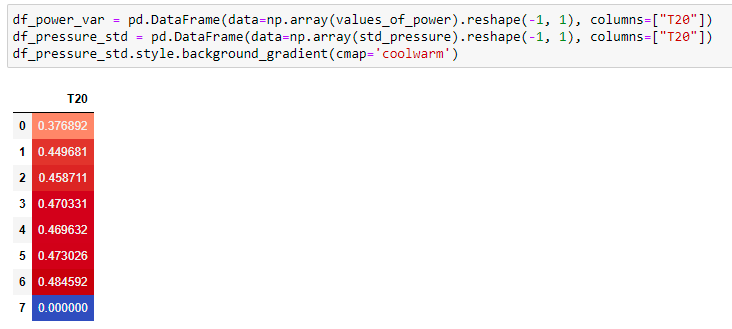 df_power_var = pd.DataFrame(data=np.array(values_of_power).reshape(-1, 1), columns=["T20"])
df_pressure_std = pd.DataFrame(data=np.array(std_pressure).reshape(-1, 1), columns=["T20"])
df_pressure_std.style.background_gradient(cmap='coolwarm')
T20
0 0.376892
1 0.449681
2 0.458711
3 0.470331
4 0.469632
5 0.473026
6 0.484592
7 0.000000